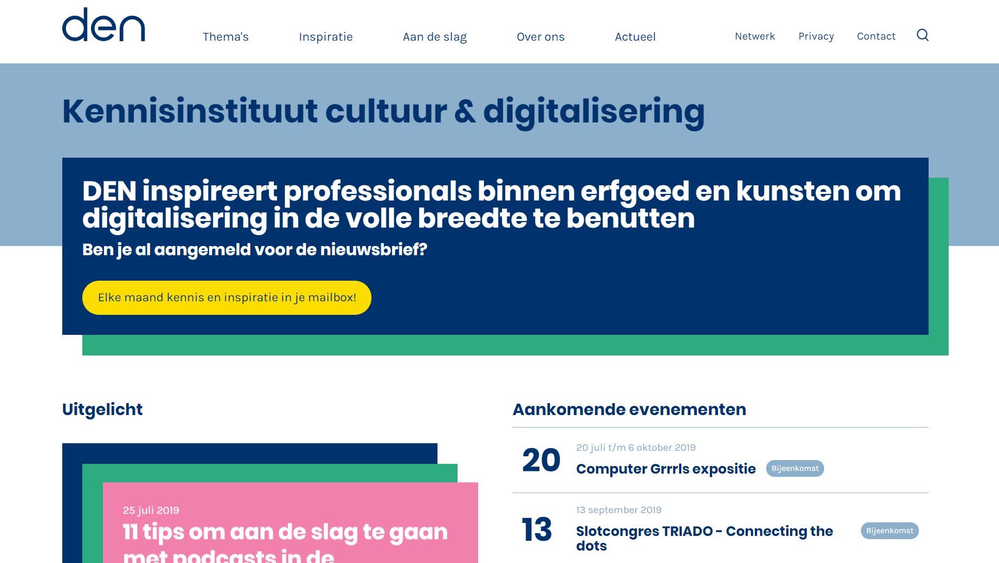 den
Thema's
Inspiratie
Aan de slag
Over ons
Actueel
Netwerk
Privacy
Contact
Kennisinstituut cultuur & digitalisering
DEN inspireert professionals binnen erfgoed en kunsten om
digitalisering in de volle breedte te benutten
Ben je al aangemeld voor de nieuwsbrief?
Elke maand kennis en inspiratie in je mailbox!
Uitgelicht
25 juli 2019
11 tips om aan de slag te gaan
met podcasts in de
Aankomende evenementen
20
20 juli t/m 6 oktober 2019
Computer Grrrls expositie
Bijeenkomst
13
13 september 2019
Slotcongres TRIADO - Connecting the
dots
Bijeenkomst